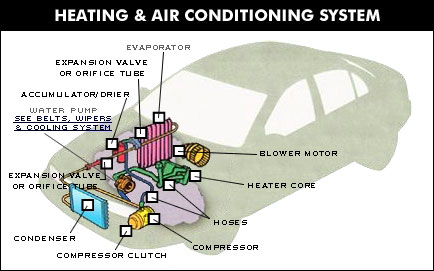 HEATING & AIR CONDITIONING SYSTEM
EVAPORATOR
EXPANSION VALVE
OR ORIFICE TUBE
ACCUMULATOR/DRIER
WATER PUMP
SEE BELTS, WIPERS
& COOLING SYSTEM
BLOWER MOTOR
EXPANSION VALVE
OR ORIFICE TUBE
HEATER CORE
HOSES
CONDENSER
COMPRESSOR
COMPRESSOR CLUTCH